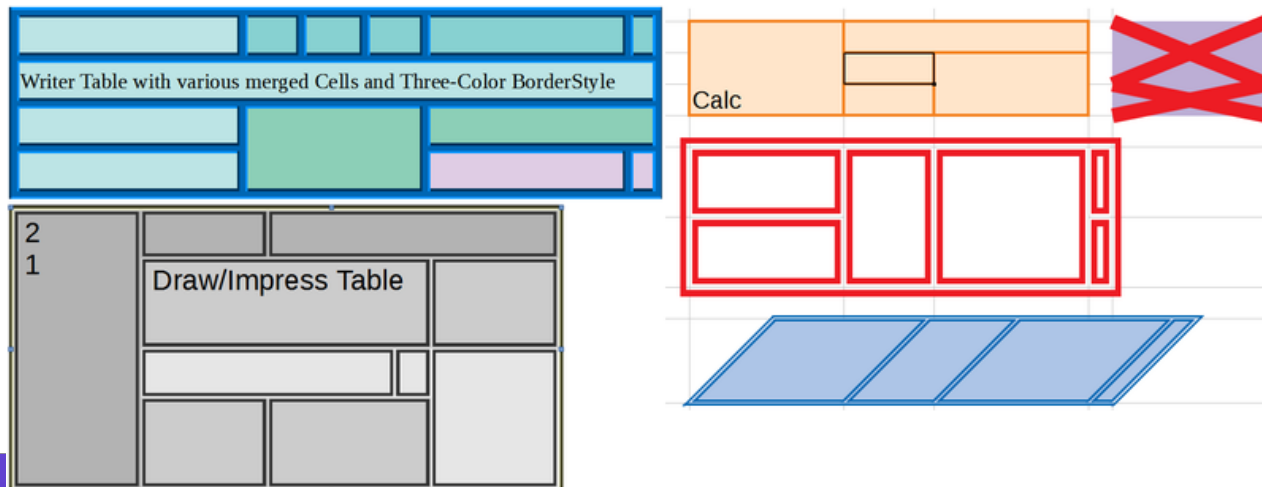 Writer Table with various merged Cells and Three-Color BorderStyle
2
1
Draw/Impress Table
Calc